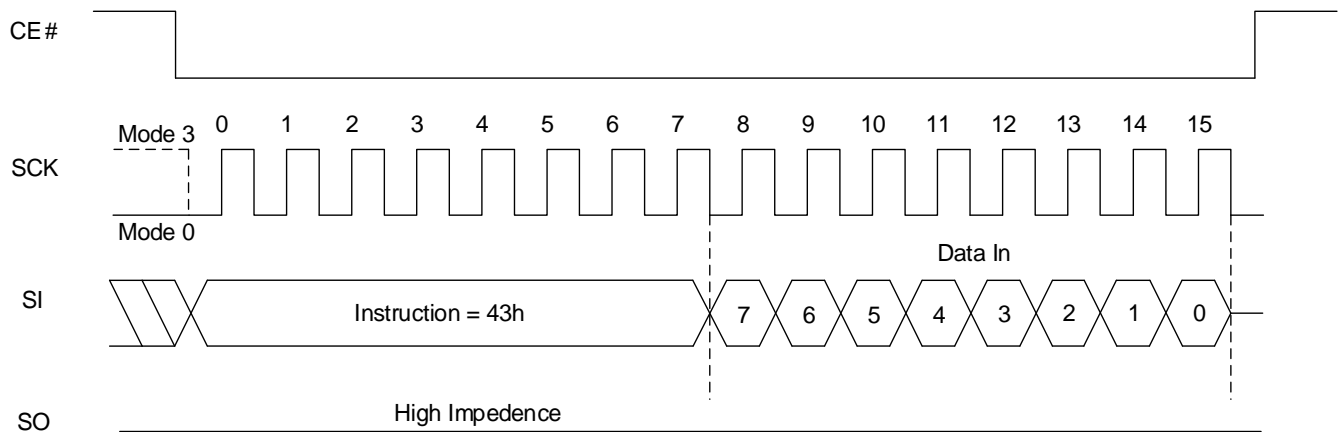 CE#
Mode 3
0 1 2 3 4 5 6 7 8 9 10 11 12 13 14 15
SCK
Mode 0
Data In
SI
Instruction = 43h
7 6 5 4 3 2 1 0
High Impedence
SO